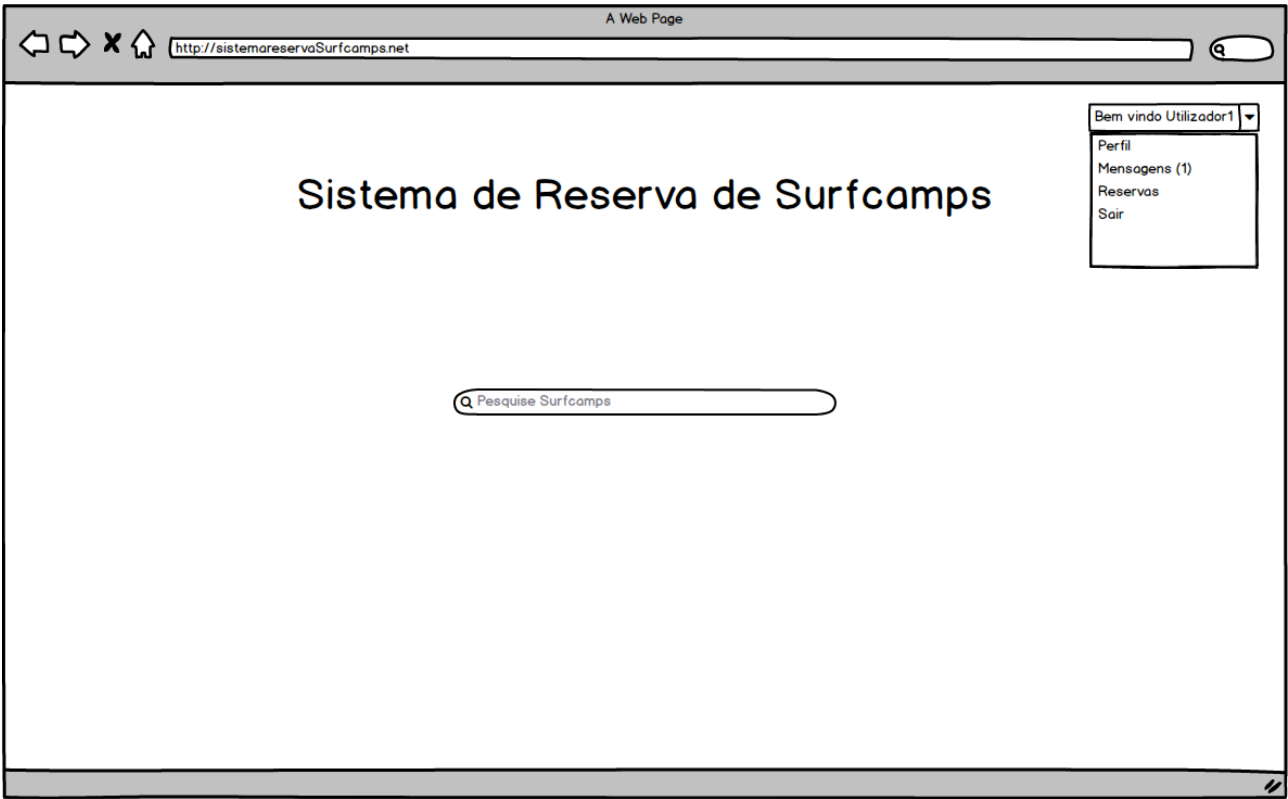 A Web Page
http://sistemareservaSurfcamps.net
Bem vindo Utilizador1
Perfil
Mensagens (1)
Reservas
Sair
Sistema de Reserva de Surfcamps
Pesquise Surfcamps